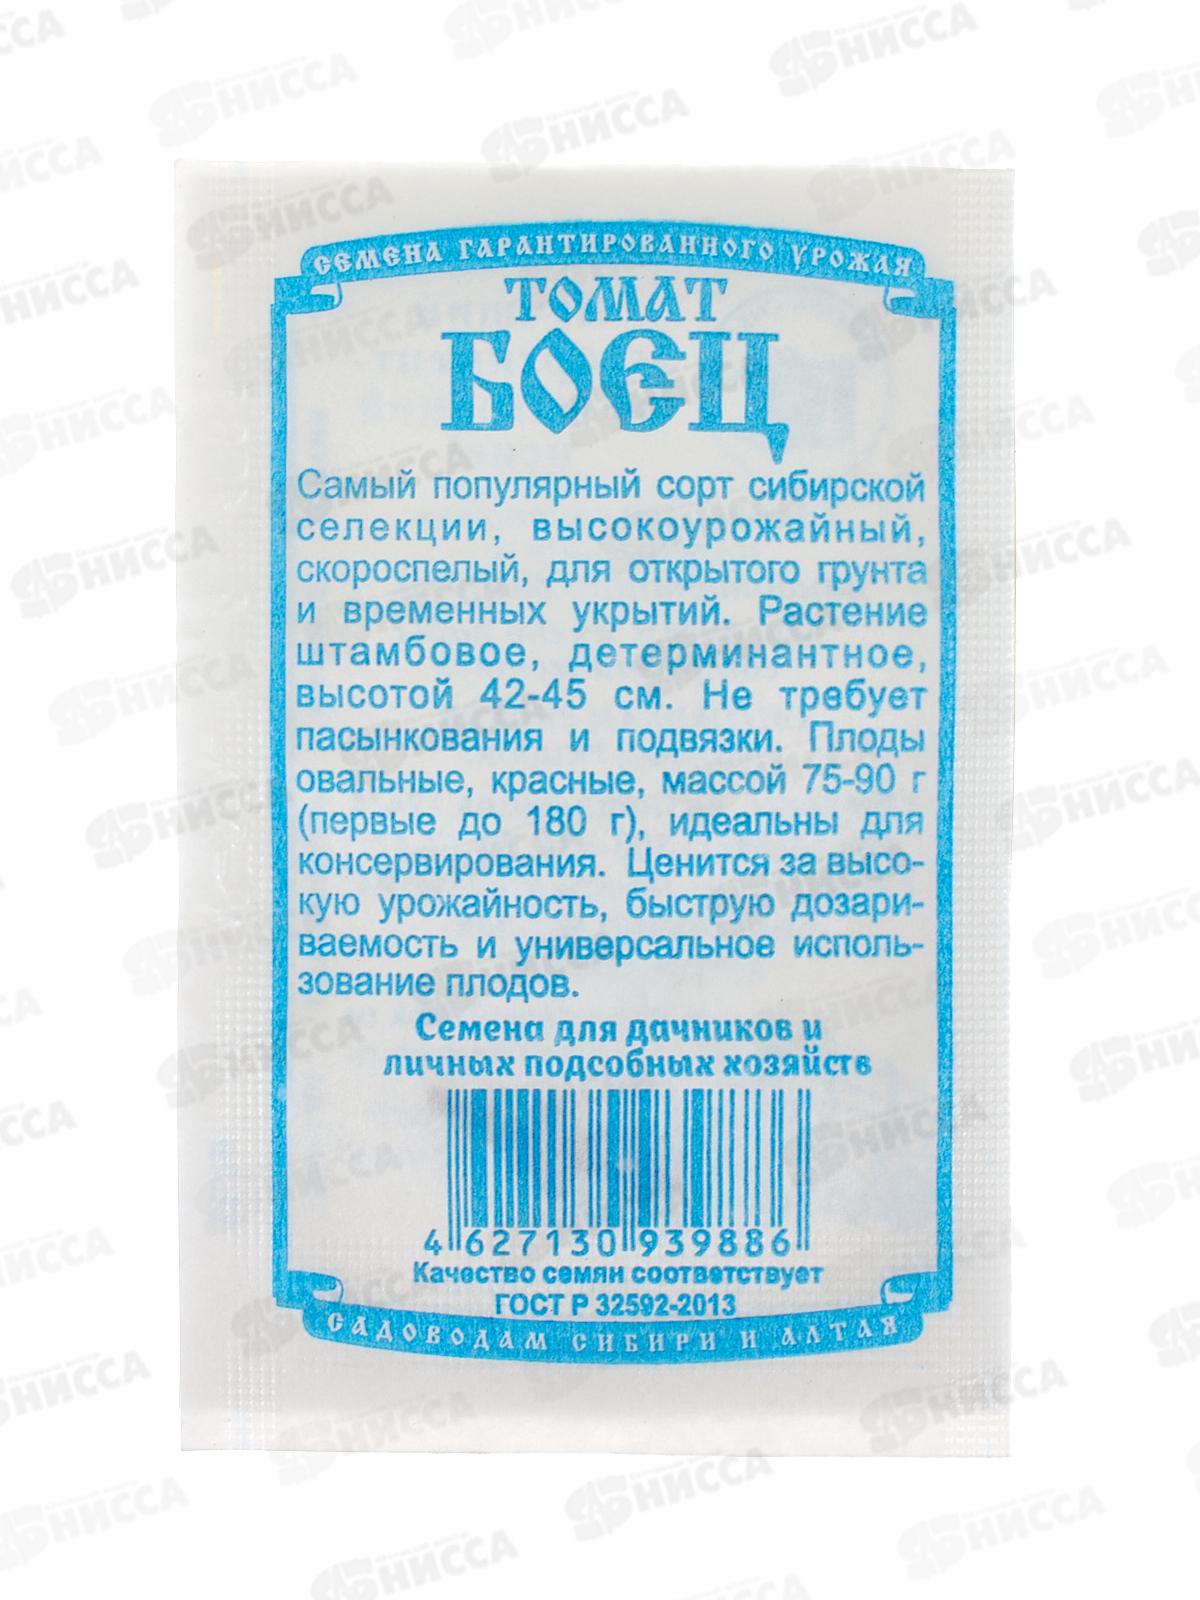 СЕМЕНА ГАРАНТИРОВАННОГО УРОЖАЯ
ТОМАТ
БОЕЦ
Самый популярный сорт сибирской
селекции, высокоурожайный,
скороспелый, для открытого грунта
и временных укрытий. Растение
штамбовое, детерминантное,
высотой 42-45 см. Не требует
пасынкования и подвязки. Плоды
овальные, красные, массой 75-90 г
(первые до 180 г), идеальны для
консервирования. Ценится за высо-
кую урожайность, быструю дозари-
ваемость и универсальное исполь-
зование плодов.
Семена для дачников и
личных подсобных хозяйств
4 627130 939886
Качество семян соответствует
ГОСТ Р 32592-2013
САДОВОДАМ СИБИРИ И АЛТАЯ